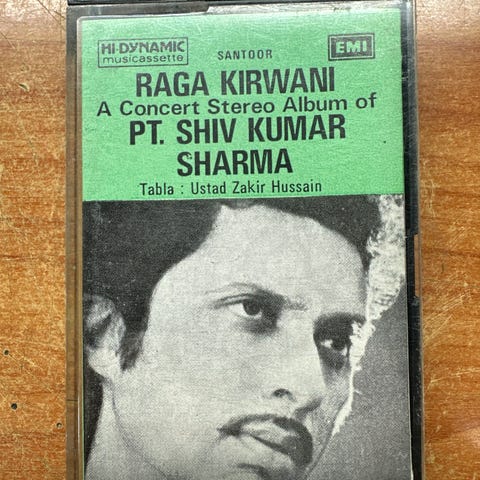 HI-DYNAMIC
musicassette
SANTOOR
EMI
RAGA KIRWANI
A Concert Stereo Album of
PT. SHIV KUMAR
SHARMA
Tabla : Ustad Zakir Hussain